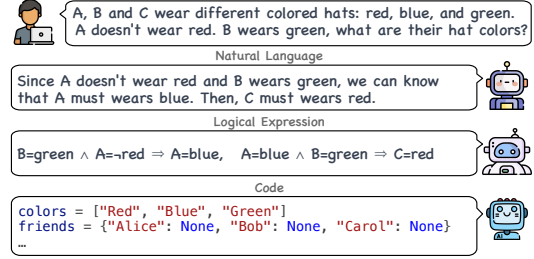 A, B and C wear different colored hats: red, blue, and green.
A doesn't wear red. B wears green, what are their hat colors?
Natural Language
Since A doesn't wear red and B wears green, we can know
that A must wears blue. Then, C must wears red.
Logical Expression
B=green ∧ A=¬red ⇒ A=blue, A=blue ∧ B=green ⇒ C=red
Code
colors = ["Red", "Blue", "Green"]
friends = {"Alice": None, "Bob": None, "Carol": None}
…